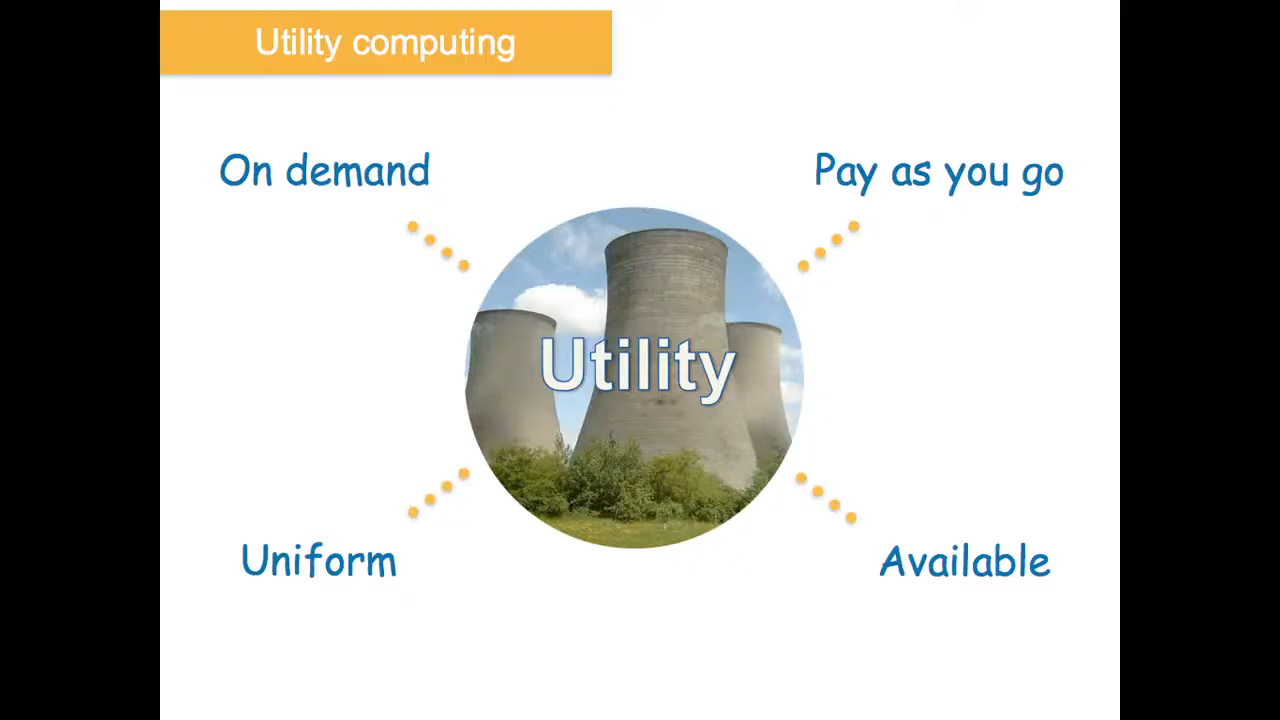 Utility computing
On demand
Pay as you go
Utility
Uniform
Available